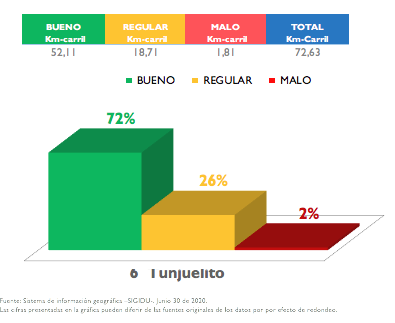 BUENO REGULAR MALO TOTAL
Km-carril Km-carril Km-carril Km-Carril
52,11 18,71 1,81 72,63
BUENO REGULAR MALO
72%
26%
2%
6 Tunjuelito
Fuente: Sistema de información geográfica -SIGIDU-. Junio 30 de 2020.
Las cifras presentadas en la gráfica pueden diferir de las fuentes originales de los datos por por efecto de redondeo.